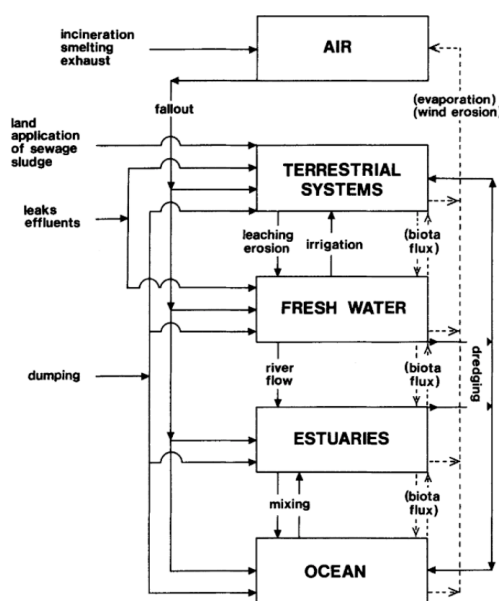 incineration
smelting
exhaust
AIR
fallout
(evaporation)
(wind erosion)
land
application
of sewage
sludge
TERRESTRIAL
SYSTEMS
leaks
effluents
leaching
erosion
irrigation
(biota
flux)
FRESH WATER
dredging
dumping
river
flow
(biota
flux)
ESTUARIES
mixing
(biota
flux)
OCEAN